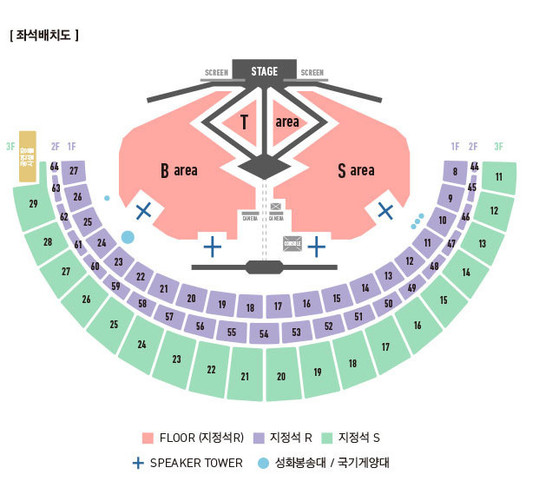 [ 좌석배치도 ]
SCREEN STAGE SCREEN
T area
B area
S area
3F 2F 1F
1F 2F 3F
64 27 8 44 11
63 26 9 45 12
29 62 25 10 46
28 61 24 11 47 13
27 60 23 12 48 14
26 59 22 13 49 15
25 58 21 14 50 16
24 57 20 15 51 17
23 56 19 16 52 18
22 55 18 17 53 19
21 54 20
FLOOR (지정석R) 지정석 R 지정석 S
SPEAKER TOWER 성화봉송대 / 국기게양대